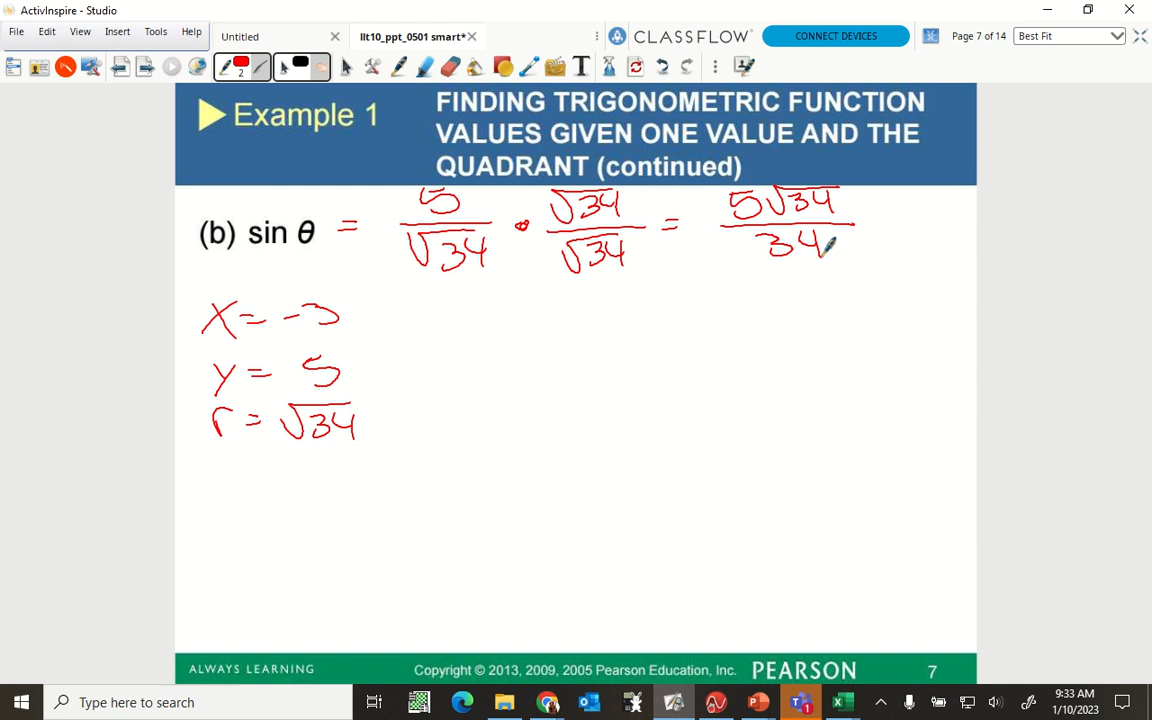 ActivInspire - Studio
File Edit View Insert Tools Help
Untitled
llt10_ppt_0501 smart*
CLASSFLOW
CONNECT DEVICES
Page 7 of 14
Best Fit
2
Example 1
FINDING TRIGONOMETRIC FUNCTION
VALUES GIVEN ONE VALUE AND THE
QUADRANT (continued)
(b) sin θ = 5/√34 • √34/√34 = 5√34/34
x = -3
y = 5
r = √34
ALWAYS LEARNING
Copyright © 2013, 2009, 2005 Pearson Education, Inc.
PEARSON
7
Type here to search
9:33 AM
1/10/2023